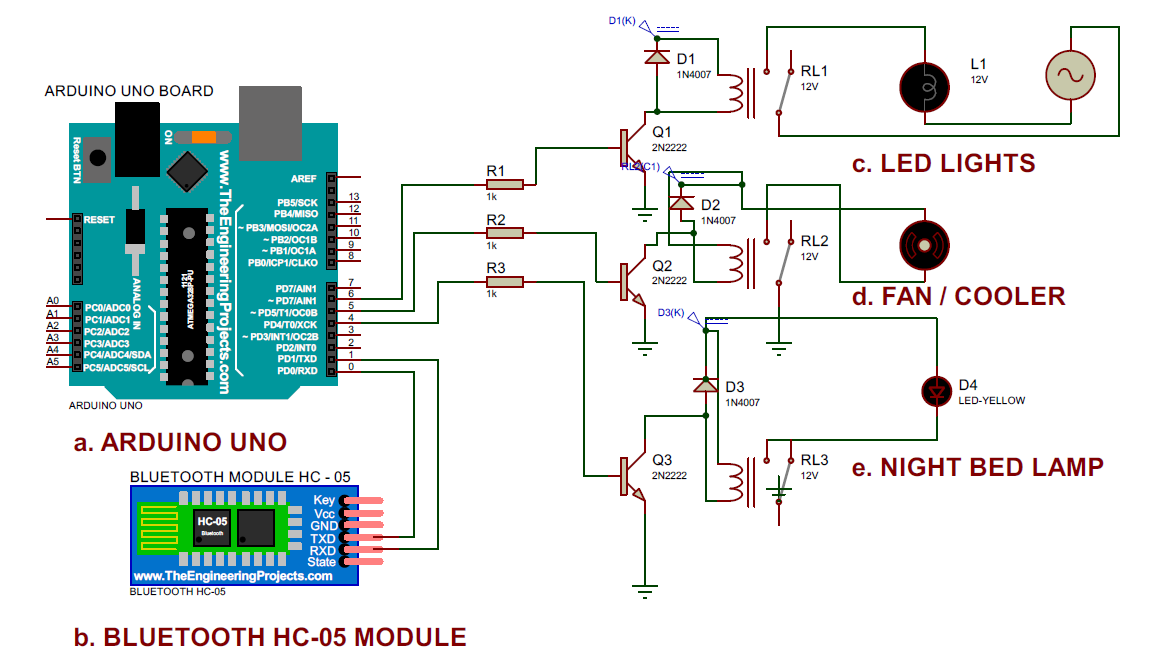 ARDUINO UNO BOARD
Reset BTN
ON
www.TheEngineeringProjects.com
RESET
AREF
PB5/SCK 13
PB4/MISO 12
~ PB3/MOSI/OC2A 11
~ PB2/OC1B 10
~ PB1/OC1A 9
PB0/ICP1/CLKO 8
ANALOG IN
1121
ATMEGA328P-PU
PD7/AIN1 7
~ PD7/AIN1 6
~ PD5/T1/OC0B 5
PD4/T0/XCK 4
~ PD3/INT1/OC2B 3
PD2/INT0 2
PD1/TXD 1
PD0/RXD 0
A0 PC0/ADC0
A1 PC1/ADC1
A2 PC2/ADC2
A3 PC3/ADC3
A4 PC4/ADC4/SDA
A5 PC5/ADC5/SCL
ARDUINO UNO
a. ARDUINO UNO
BLUETOOTH MODULE HC - 05
HC-05
Bluetooth
Key
Vcc
GND
TXD
RXD
State
www.TheEngineeringProjects.com
BLUETOOTH HC-05
b. BLUETOOTH HC-05 MODULE
R1
1k
R2
1k
R3
1k
D1(K)
D1
1N4007
RL1
12V
L1
12V
Q1
2N2222
c. LED LIGHTS
D2
1N4007
RL2
12V
Q2
2N2222
d. FAN / COOLER
D3(K)
D3
1N4007
D4
LED-YELLOW
Q3
2N2222
RL3
12V
e. NIGHT BED LAMP